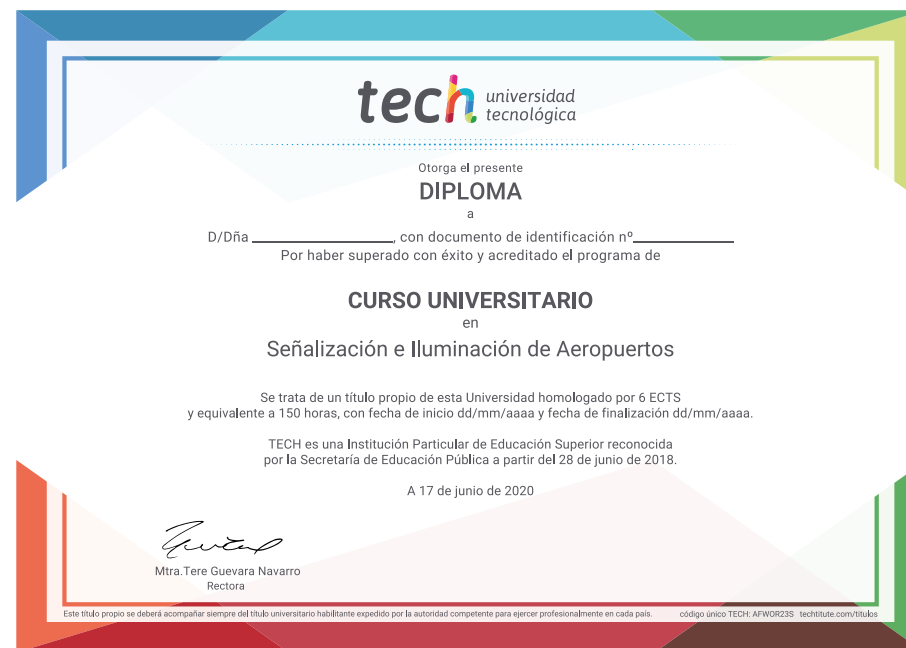 tech universidad
tecnológica
Otorga el presente
DIPLOMA
a
D/Dña ____________________, con documento de identificación nº______________
Por haber superado con éxito y acreditado el programa de
CURSO UNIVERSITARIO
en
Señalización e Iluminación de Aeropuertos
Se trata de un título propio de esta Universidad homologado por 6 ECTS
y equivalente a 150 horas, con fecha de inicio dd/mm/aaaa y fecha de finalización dd/mm/aaaa.
TECH es una Institución Particular de Educación Superior reconocida
por la Secretaría de Educación Pública a partir del 28 de junio de 2018.
A 17 de junio de 2020
Mtra.Tere Guevara Navarro
Rectora
Este título propio se deberá acompañar siempre del título universitario habilitante expedido por la autoridad competente para ejercer profesionalmente en cada país. código único TECH: AFWOR23S techtitute.com/titulos